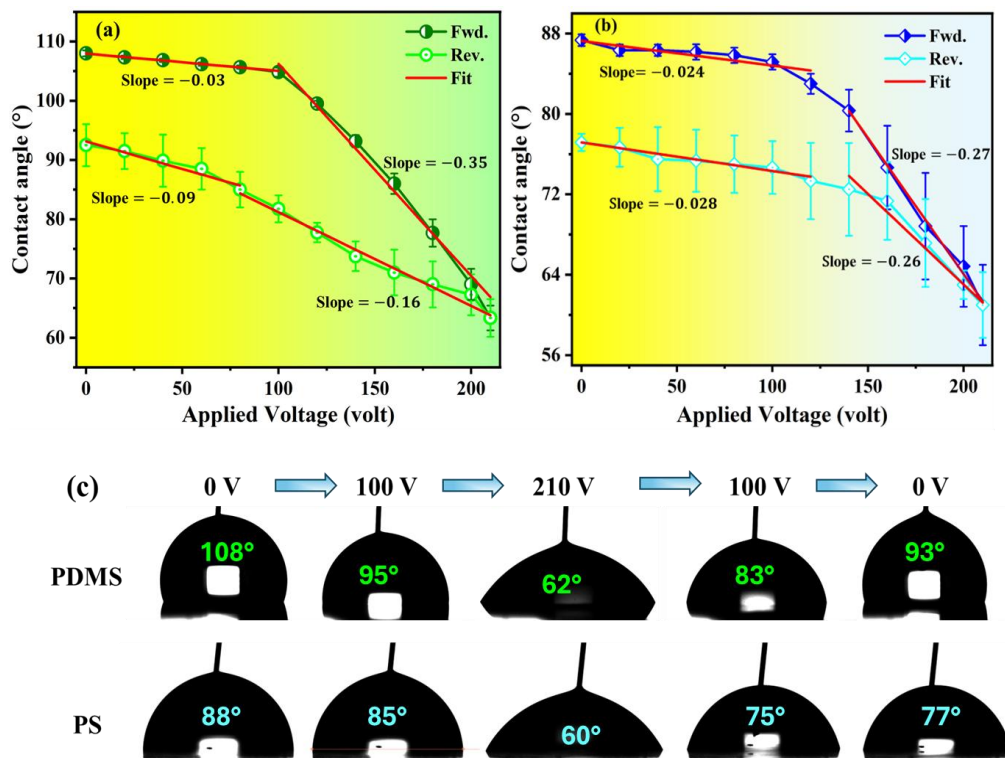 (a)
Fwd.
Rev.
Fit
Slope = −0.03
Slope = −0.35
Slope = −0.09
Slope = −0.16
110
100
90
80
70
60
Contact angle (°)
0 50 100 150 200
Applied Voltage (volt)
(b)
Fwd.
Rev.
Fit
Slope = −0.024
Slope = −0.27
Slope = −0.028
Slope = −0.26
88
80
72
64
56
Contact angle (°)
0 50 100 150 200
Applied Voltage (volt)
(c)
0 V 100 V 210 V 100 V 0 V
PDMS 108° 95° 62° 83° 93°
PS 88° 85° 60° 75° 77°